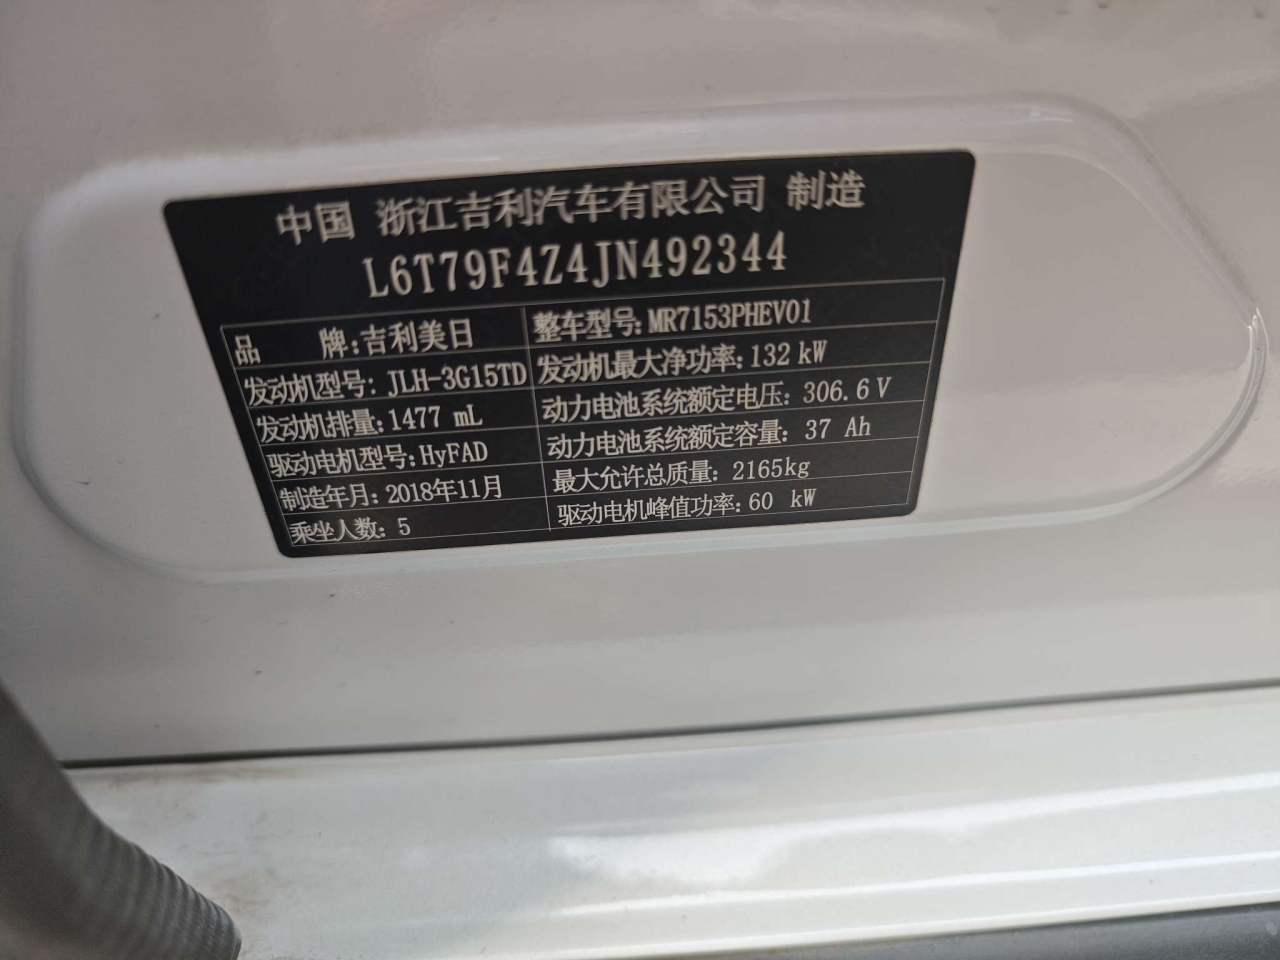 中国 浙江吉利汽车有限公司 制造
L6T79F4Z4JN492344
品 牌:吉利美日 整车型号:MR7153PHEV01
发动机型号: JLH-3G15TD 发动机最大净功率:132 kW
发动机排量:1477 mL 动力电池系统额定电压: 306.6 V
驱动电机型号:HyFAD 动力电池系统额定容量: 37 Ah
制造年月:2018年11月 最大允许总质量: 2165kg
乘坐人数: 5 驱动电机峰值功率:60 kW